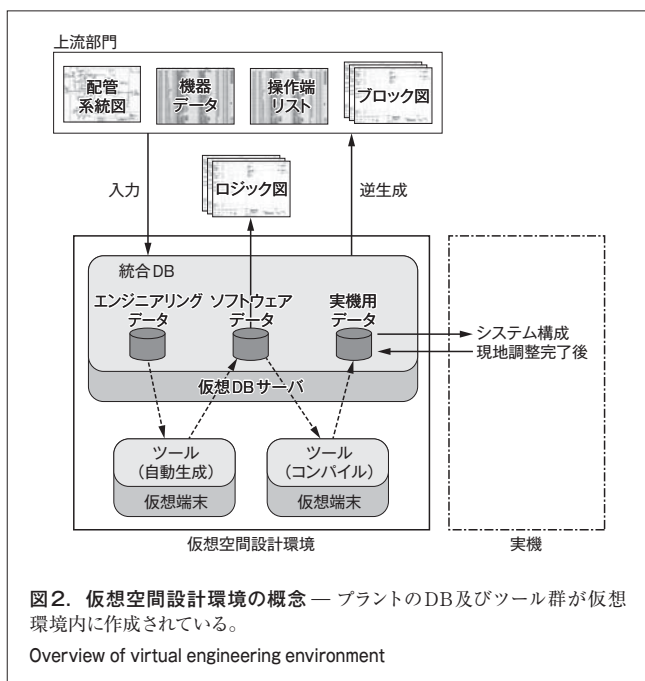 上流部門
配管
系統図
機器
データ
操作端
リスト
ブロック図
入力
ロジック図
逆生成
統合DB
エンジニアリング
データ
ソフトウェア
データ
実機用
データ
システム構成
現地調整完了後
仮想DBサーバ
ツール
(自動生成)
仮想端末
ツール
(コンパイル)
仮想端末
仮想空間設計環境
実機
図2. 仮想空間設計環境の概念 — プラントのDB及びツール群が仮想
環境内に作成されている。
Overview of virtual engineering environment